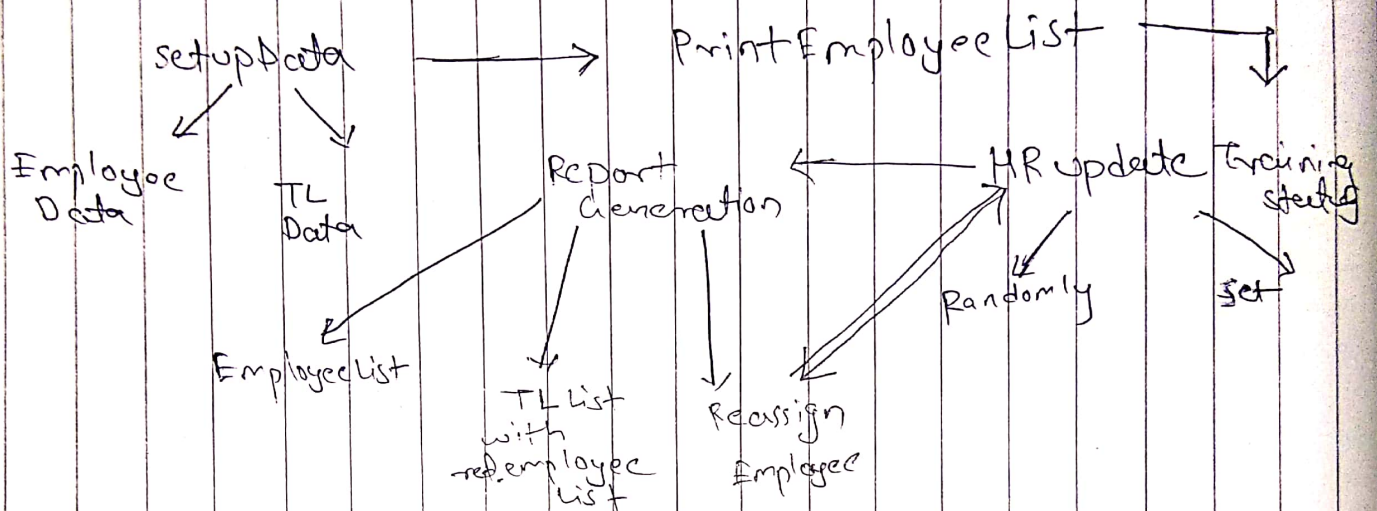 setupData
PrintEmployeeList
Employee
Data
TL
Data
Report
Generation
HR update Training
Randomly
Set
EmployeeList
TL List
with
employee
List
Reassign
Employee